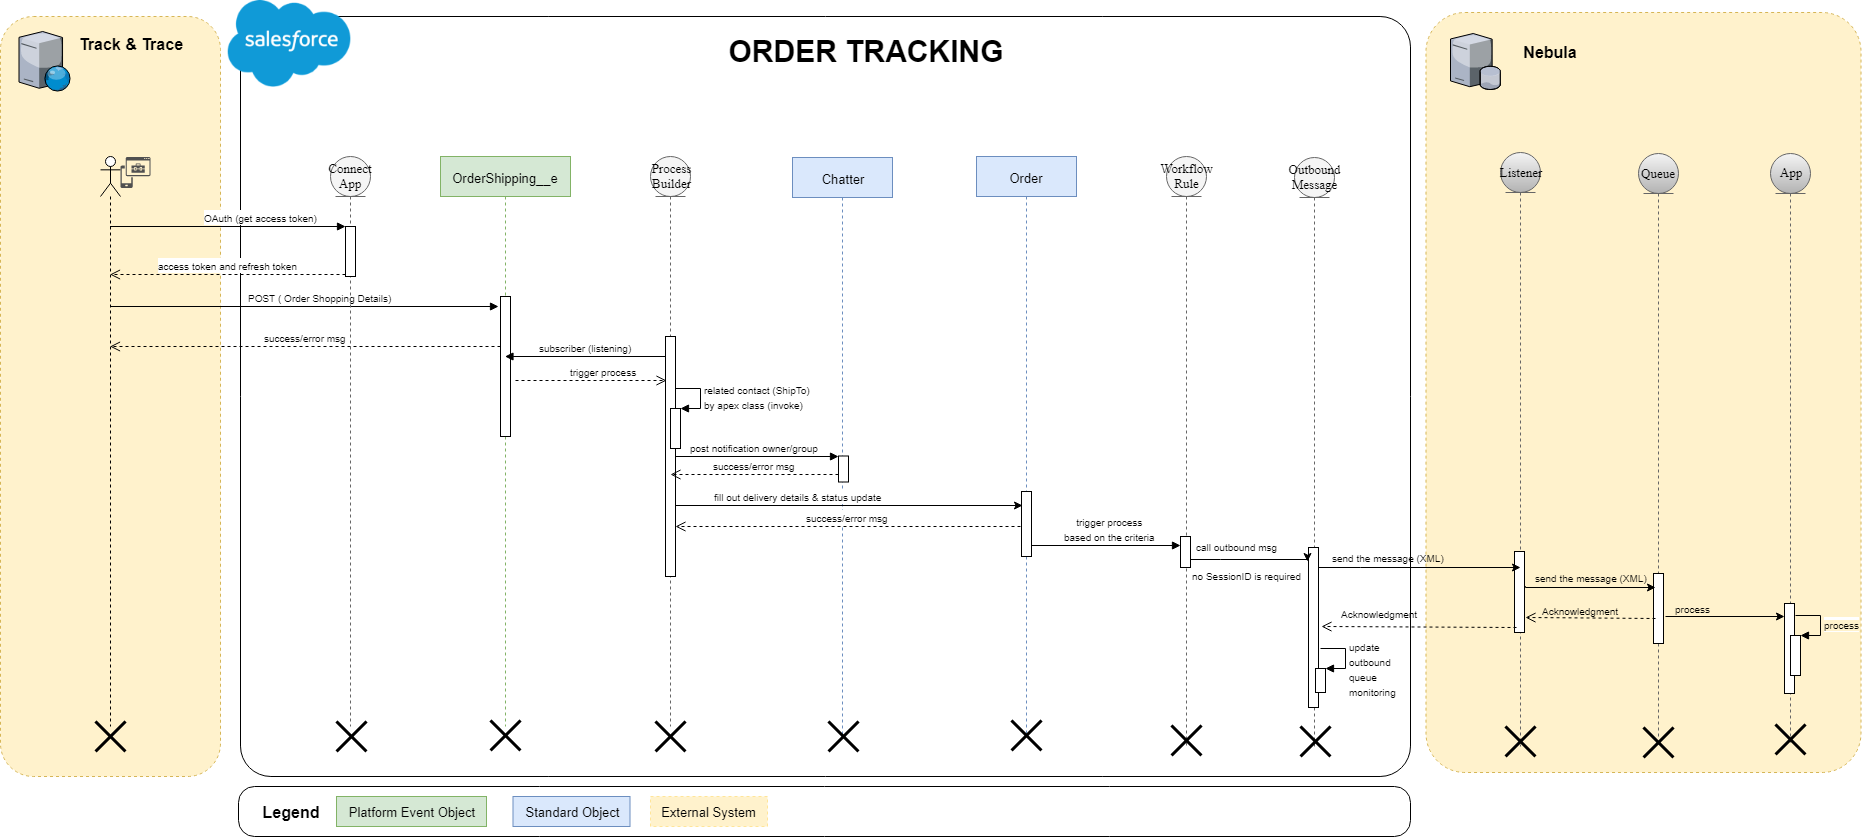 Track & Trace
salesforce
ORDER TRACKING
Nebula
Connect
App
OrderShipping__e
Process
Builder
Chatter
Order
Workflow
Rule
Outbound
Message
Listener
Queue
App
OAuth (get access token)
access token and refresh token
POST ( Order Shopping Details)
success/error msg
subscriber (listening)
trigger process
related contact (ShipTo)
by apex class (invoke)
post notification owner/group
success/error msg
fill out delivery details & status update
success/error msg
trigger process
based on the criteria
call outbound msg
no SessionID is required
send the message (XML)
send the message (XML)
Acknowledgment
Acknowledgment
process
process
update
outbound
queue
monitoring
Legend
Platform Event Object
Standard Object
External System